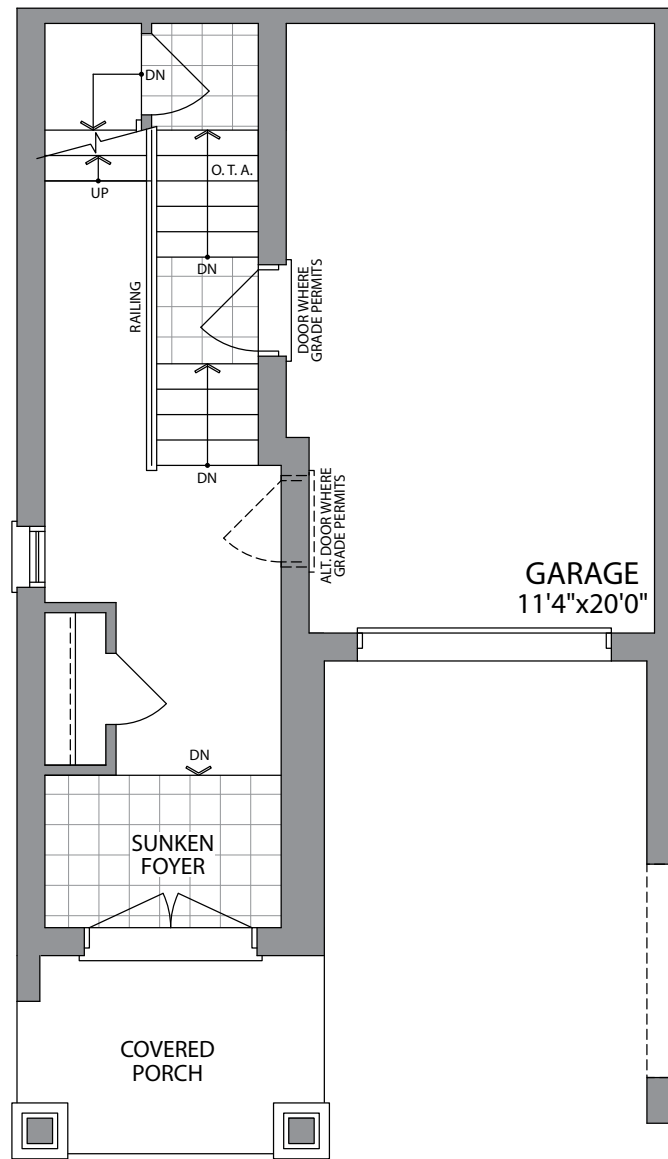 DN
O. T. A.
UP
DN
RAILING
DOOR WHERE
GRADE PERMITS
DN
ALT. DOOR WHERE
GRADE PERMITS
GARAGE
11'4"x20'0"
DN
SUNKEN
FOYER
COVERED
PORCH